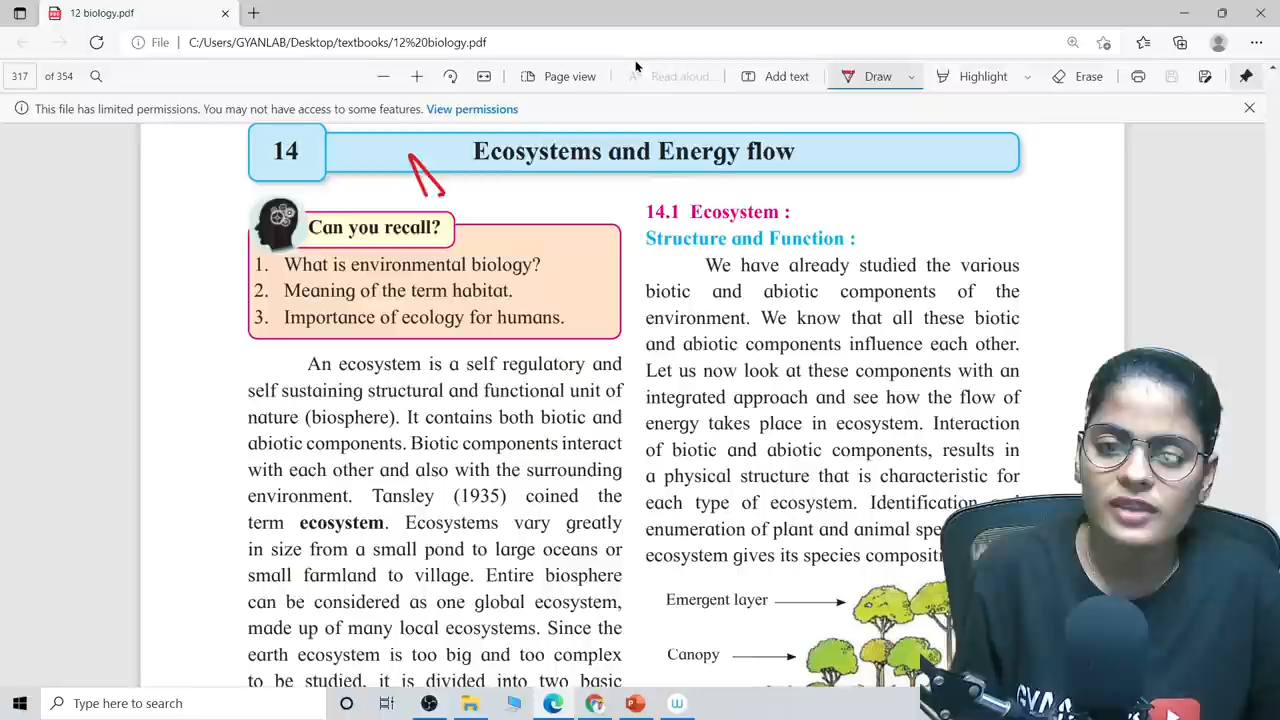 12 biology.pdf
File
C:/Users/GYANLAB/Desktop/textbooks/12%20biology.pdf
317 of 354
Page view
Read aloud
Add text
Draw
Highlight
Erase
This file has limited permissions. You may not have access to some features. View permissions
14 Ecosystems and Energy flow
Can you recall?
1. What is environmental biology?
2. Meaning of the term habitat.
3. Importance of ecology for humans.
An ecosystem is a self regulatory and
self sustaining structural and functional unit of
nature (biosphere). It contains both biotic and
abiotic components. Biotic components interact
with each other and also with the surrounding
environment. Tansley (1935) coined the
term ecosystem. Ecosystems vary greatly
in size from a small pond to large oceans or
small farmland to village. Entire biosphere
can be considered as one global ecosystem,
made up of many local ecosystems. Since the
earth ecosystem is too big and too complex
to be studied, it is divided into two basic
14.1 Ecosystem :
Structure and Function :
We have already studied the various
biotic and abiotic components of the
environment. We know that all these biotic
and abiotic components influence each other.
Let us now look at these components with an
integrated approach and see how the flow of
energy takes place in ecosystem. Interaction
of biotic and abiotic components, results in
a physical structure that is characteristic for
each type of ecosystem. Identification
enumeration of plant and animal
ecosystem gives its species
Emergent layer
Canopy
Type here to search